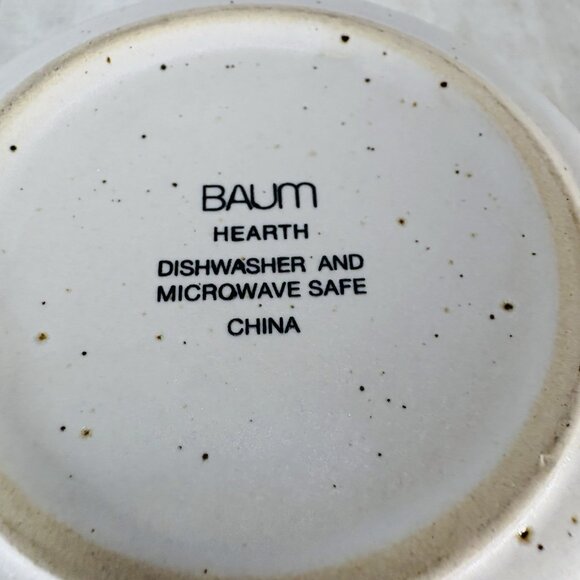 BAUM
HEARTH
DISHWASHER AND
MICROWAVE SAFE
CHINA